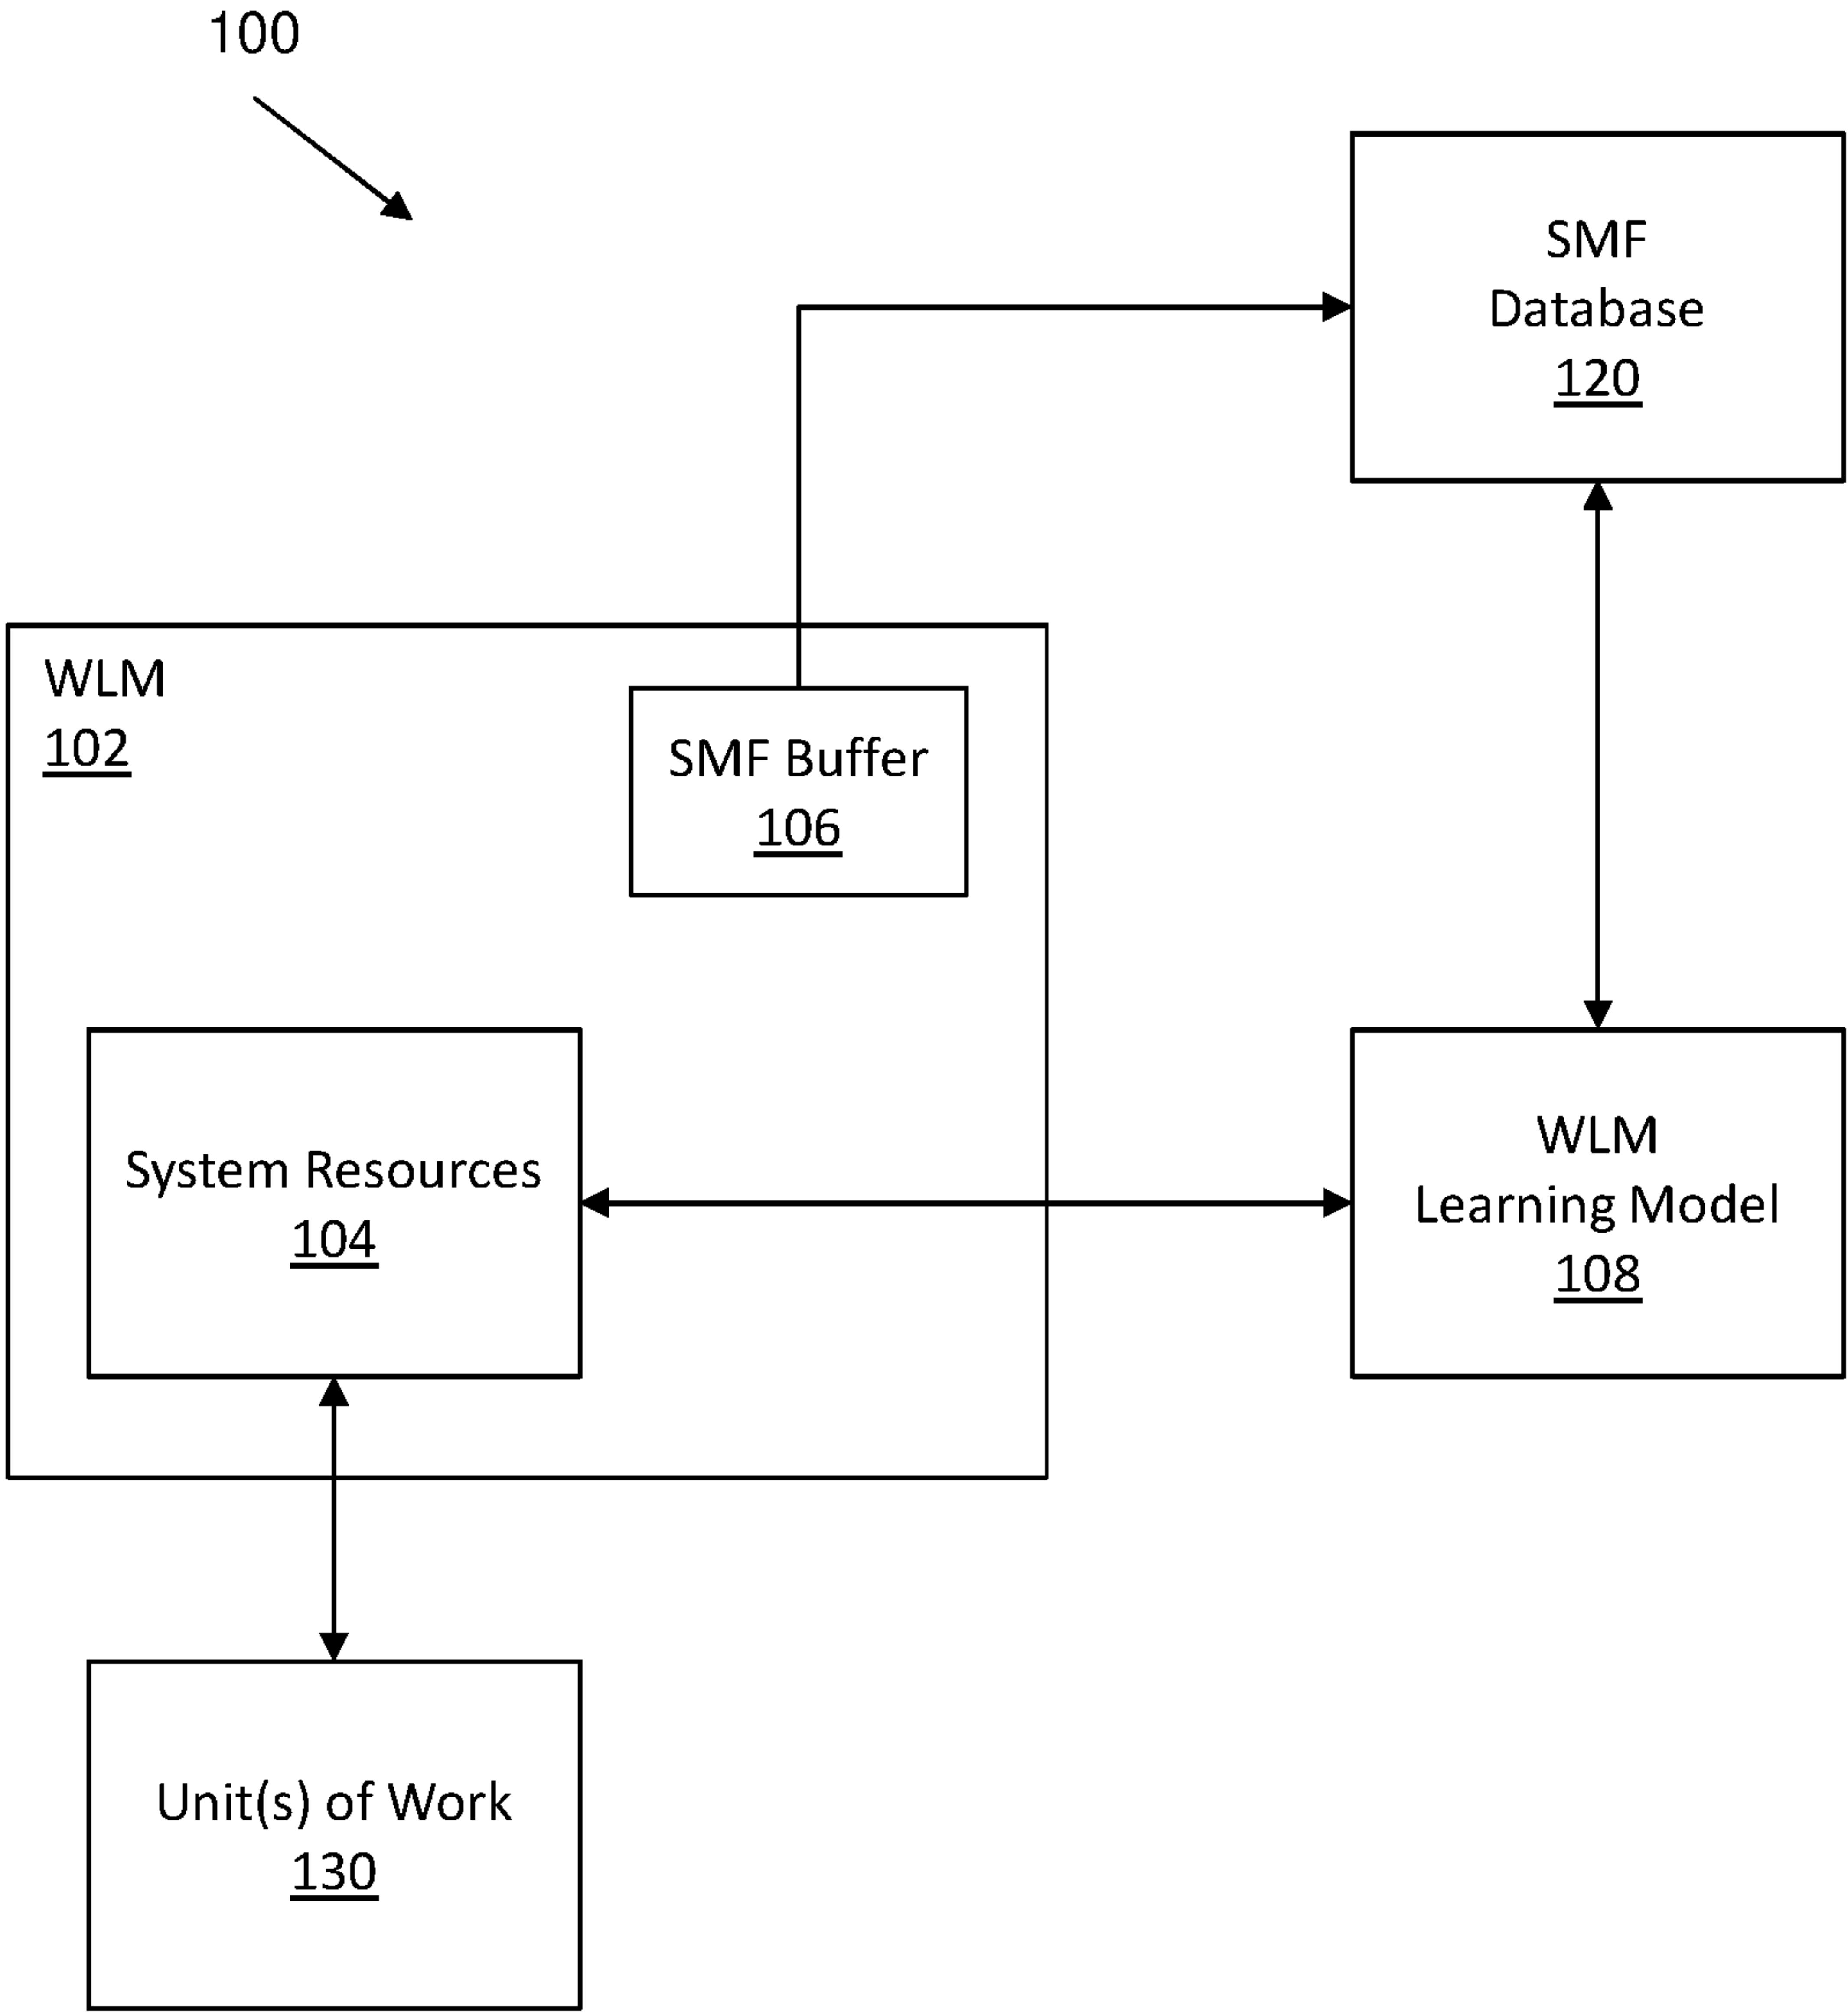 100
SMF
Database
120
WLM
102
SMF Buffer
106
System Resources
104
WLM
Learning Model
108
Unit(s) of Work
130